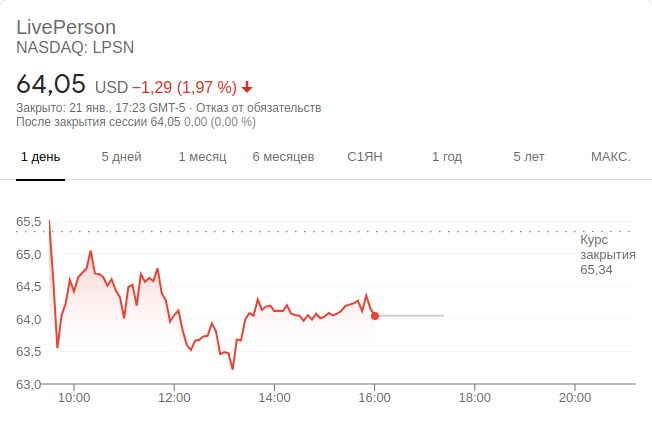 LivePerson
NASDAQ: LPSN
64,05 USD −1,29 (1,97 %)
Закрыто: 21 янв., 17:23 GMT-5 · Отказ от обязательств
После закрытия сессии 64,05 0,00 (0,00 %)
1 день 5 дней 1 месяц 6 месяцев С1ЯН 1 год 5 лет МАКС.
65,5
65,0
64,5
64,0
63,5
63,0
Курс
закрытия
65,34
10:00 12:00 14:00 16:00 18:00 20:00